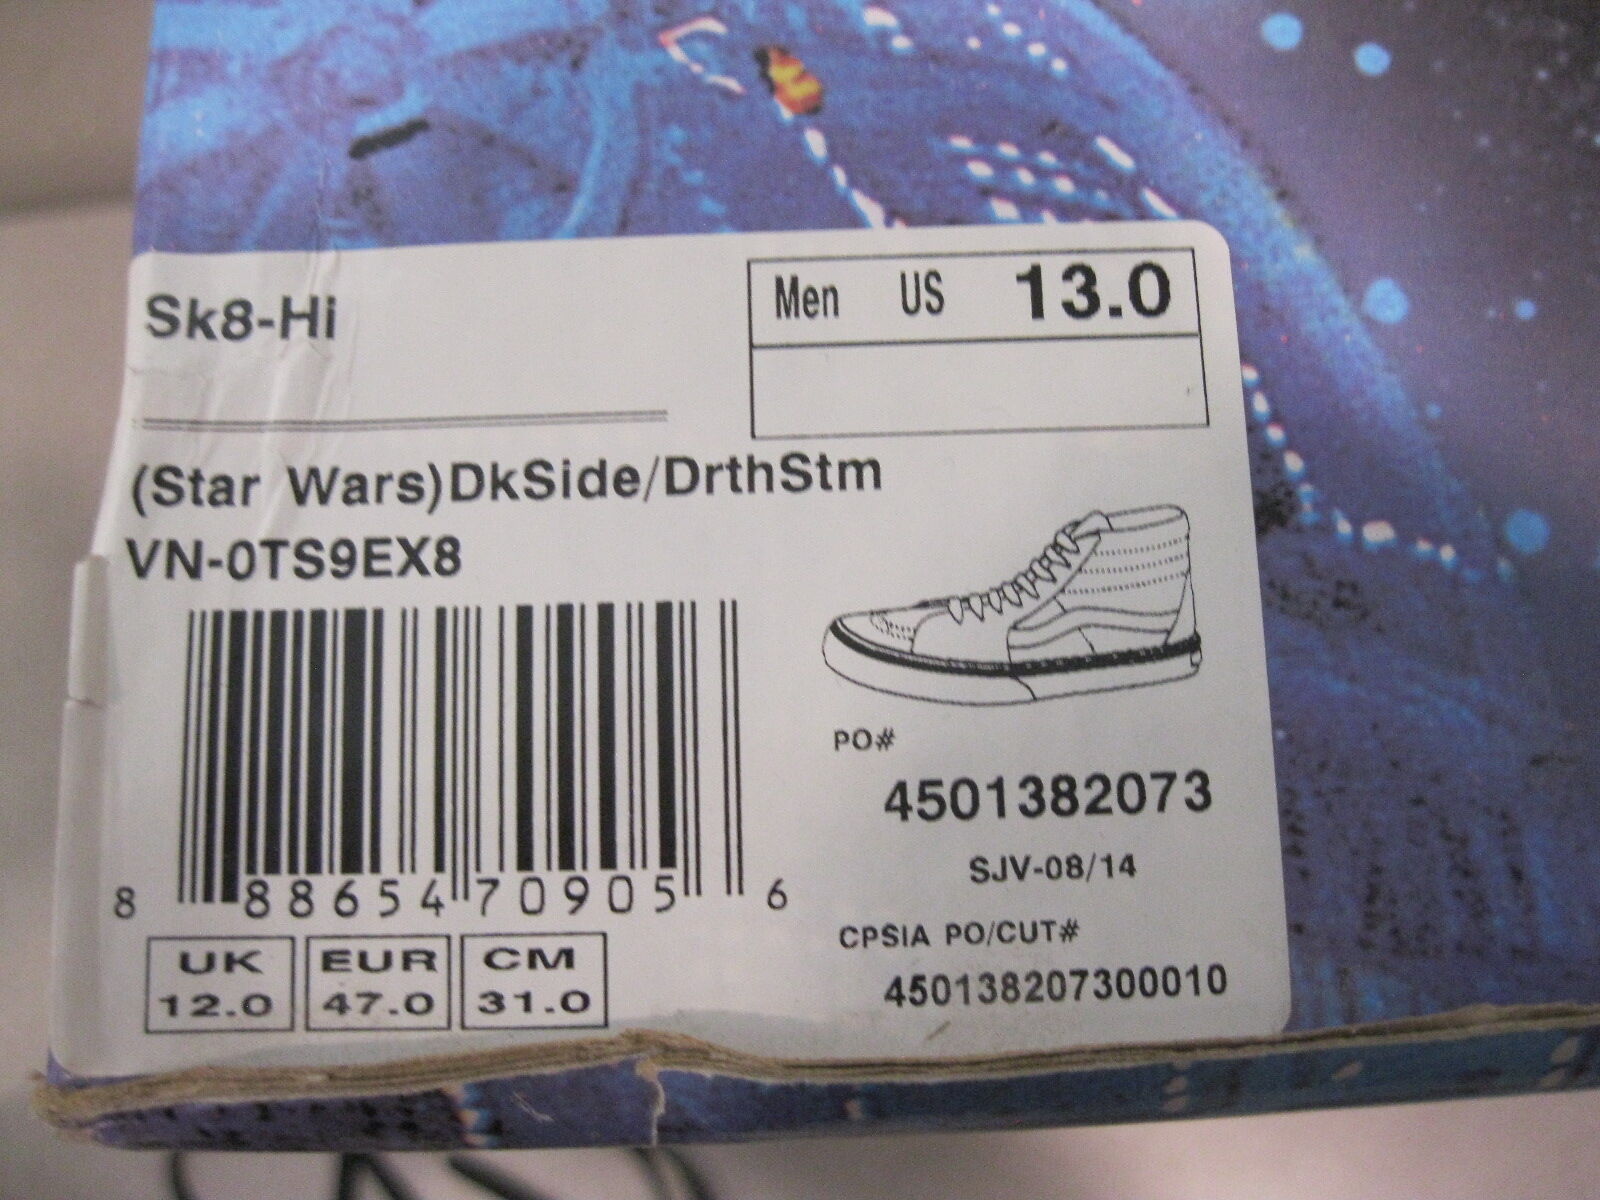 Sk8-Hi
Men US 13.0
(Star Wars)DkSide/DrthStm
VN-0TS9EX8
8 88654 70905 6
PO#
4501382073
SJV-08/14
CPSIA PO/CUT#
450138207300010
UK EUR CM
12.0 47.0 31.0